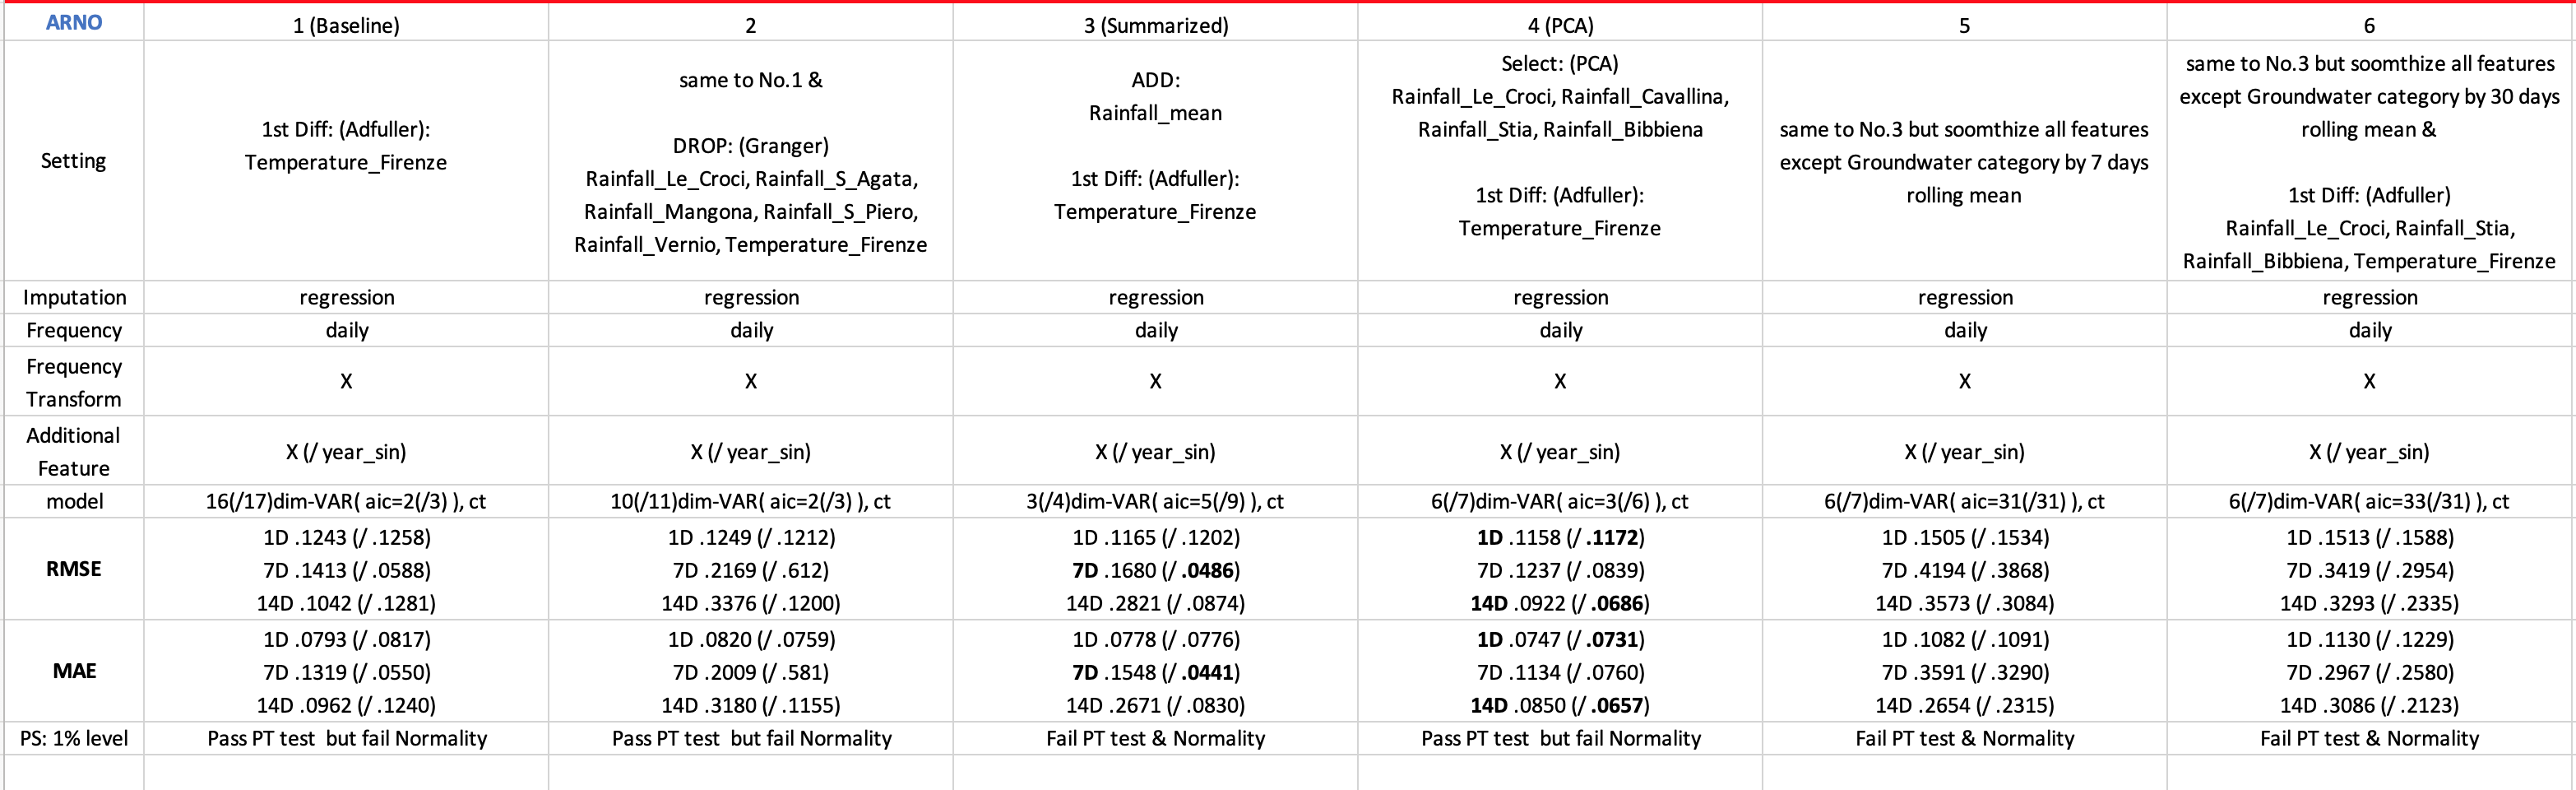 ARNO 1 (Baseline) 2 3 (Summarized) 4 (PCA) 5 6
Setting
1st Diff: (Adfuller):
Temperature_Firenze
same to No.1 &
DROP: (Granger)
Rainfall_Le_Croci, Rainfall_S_Agata,
Rainfall_Mangona, Rainfall_S_Piero,
Rainfall_Vernio, Temperature_Firenze
ADD:
Rainfall_mean
1st Diff: (Adfuller):
Temperature_Firenze
Select: (PCA)
Rainfall_Le_Croci, Rainfall_Cavallina,
Rainfall_Stia, Rainfall_Bibbiena
1st Diff: (Adfuller):
Temperature_Firenze
same to No.3 but soomthize all features
except Groundwater category by 7 days
rolling mean
same to No.3 but soomthize all features
except Groundwater category by 30 days
rolling mean &
1st Diff: (Adfuller)
Rainfall_Le_Croci, Rainfall_Stia,
Rainfall_Bibbiena, Temperature_Firenze
Imputation regression regression regression regression regression regression
Frequency daily daily daily daily daily daily
Frequency
Transform
X X X X X X
Additional
Feature
X (/ year_sin) X (/ year_sin) X (/ year_sin) X (/ year_sin) X (/ year_sin) X (/ year_sin)
model 16(/17)dim-VAR( aic=2(/3) ), ct 10(/11)dim-VAR( aic=2(/3) ), ct 3(/4)dim-VAR( aic=5(/9) ), ct 6(/7)dim-VAR( aic=3(/6) ), ct 6(/7)dim-VAR( aic=31(/31) ), ct 6(/7)dim-VAR( aic=33(/31) ), ct
RMSE
1D .1243 (/ .1258) 1D .1249 (/ .1212) 1D .1165 (/ .1202) 1D .1158 (/ .1172) 1D .1505 (/ .1534) 1D .1513 (/ .1588)
7D .1413 (/ .0588) 7D .2169 (/ .612) 7D .1680 (/ .0486) 7D .1237 (/ .0839) 7D .4194 (/ .3868) 7D .3419 (/ .2954)
14D .1042 (/ .1281) 14D .3376 (/ .1200) 14D .2821 (/ .0874) 14D .0922 (/ .0686) 14D .3573 (/ .3084) 14D .3293 (/ .2335)
MAE
1D .0793 (/ .0817) 1D .0820 (/ .0759) 1D .0778 (/ .0776) 1D .0747 (/ .0731) 1D .1082 (/ .1091) 1D .1130 (/ .1229)
7D .1319 (/ .0550) 7D .2009 (/ .581) 7D .1548 (/ .0441) 7D .1134 (/ .0760) 7D .3591 (/ .3290) 7D .2967 (/ .2580)
14D .0962 (/ .1240) 14D .3180 (/ .1155) 14D .2671 (/ .0830) 14D .0850 (/ .0657) 14D .2654 (/ .2315) 14D .3086 (/ .2123)
PS: 1% level Pass PT test but fail Normality Pass PT test but fail Normality Fail PT test & Normality Pass PT test but fail Normality Fail PT test & Normality Fail PT test & Normality